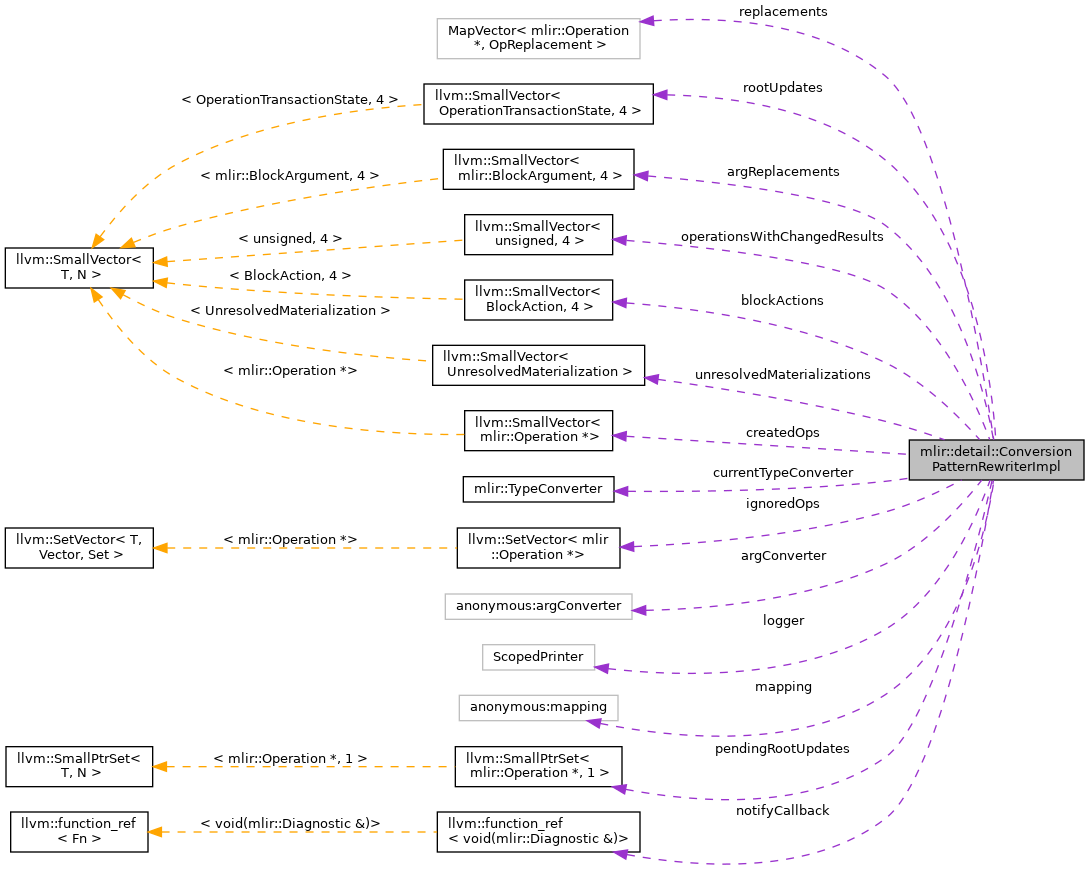 replacements
MapVector< mlir::Operation
*, OpReplacement >
rootUpdates
< OperationTransactionState, 4 >
llvm::SmallVector<
OperationTransactionState, 4 >
argReplacements
< mlir::BlockArgument, 4 >
llvm::SmallVector<
mlir::BlockArgument, 4 >
operationsWithChangedResults
< unsigned, 4 >
llvm::SmallVector<
unsigned, 4 >
llvm::SmallVector<
T, N >
< BlockAction, 4 >
llvm::SmallVector<
BlockAction, 4 >
blockActions
< UnresolvedMaterialization >
llvm::SmallVector<
UnresolvedMaterialization >
unresolvedMaterializations
< mlir::Operation *>
llvm::SmallVector<
mlir::Operation *>
createdOps
mlir::detail::Conversion
PatternRewriterImpl
currentTypeConverter
mlir::TypeConverter
ignoredOps
llvm::SetVector< T,
Vector, Set >
< mlir::Operation *>
llvm::SetVector< mlir
::Operation *>
argConverter
anonymous:argConverter
logger
ScopedPrinter
mapping
anonymous:mapping
pendingRootUpdates
llvm::SmallPtrSet<
T, N >
< mlir::Operation *, 1 >
llvm::SmallPtrSet<
mlir::Operation *, 1 >
notifyCallback
llvm::function_ref
< Fn >
< void(mlir::Diagnostic &)>
llvm::function_ref
< void(mlir::Diagnostic &)>